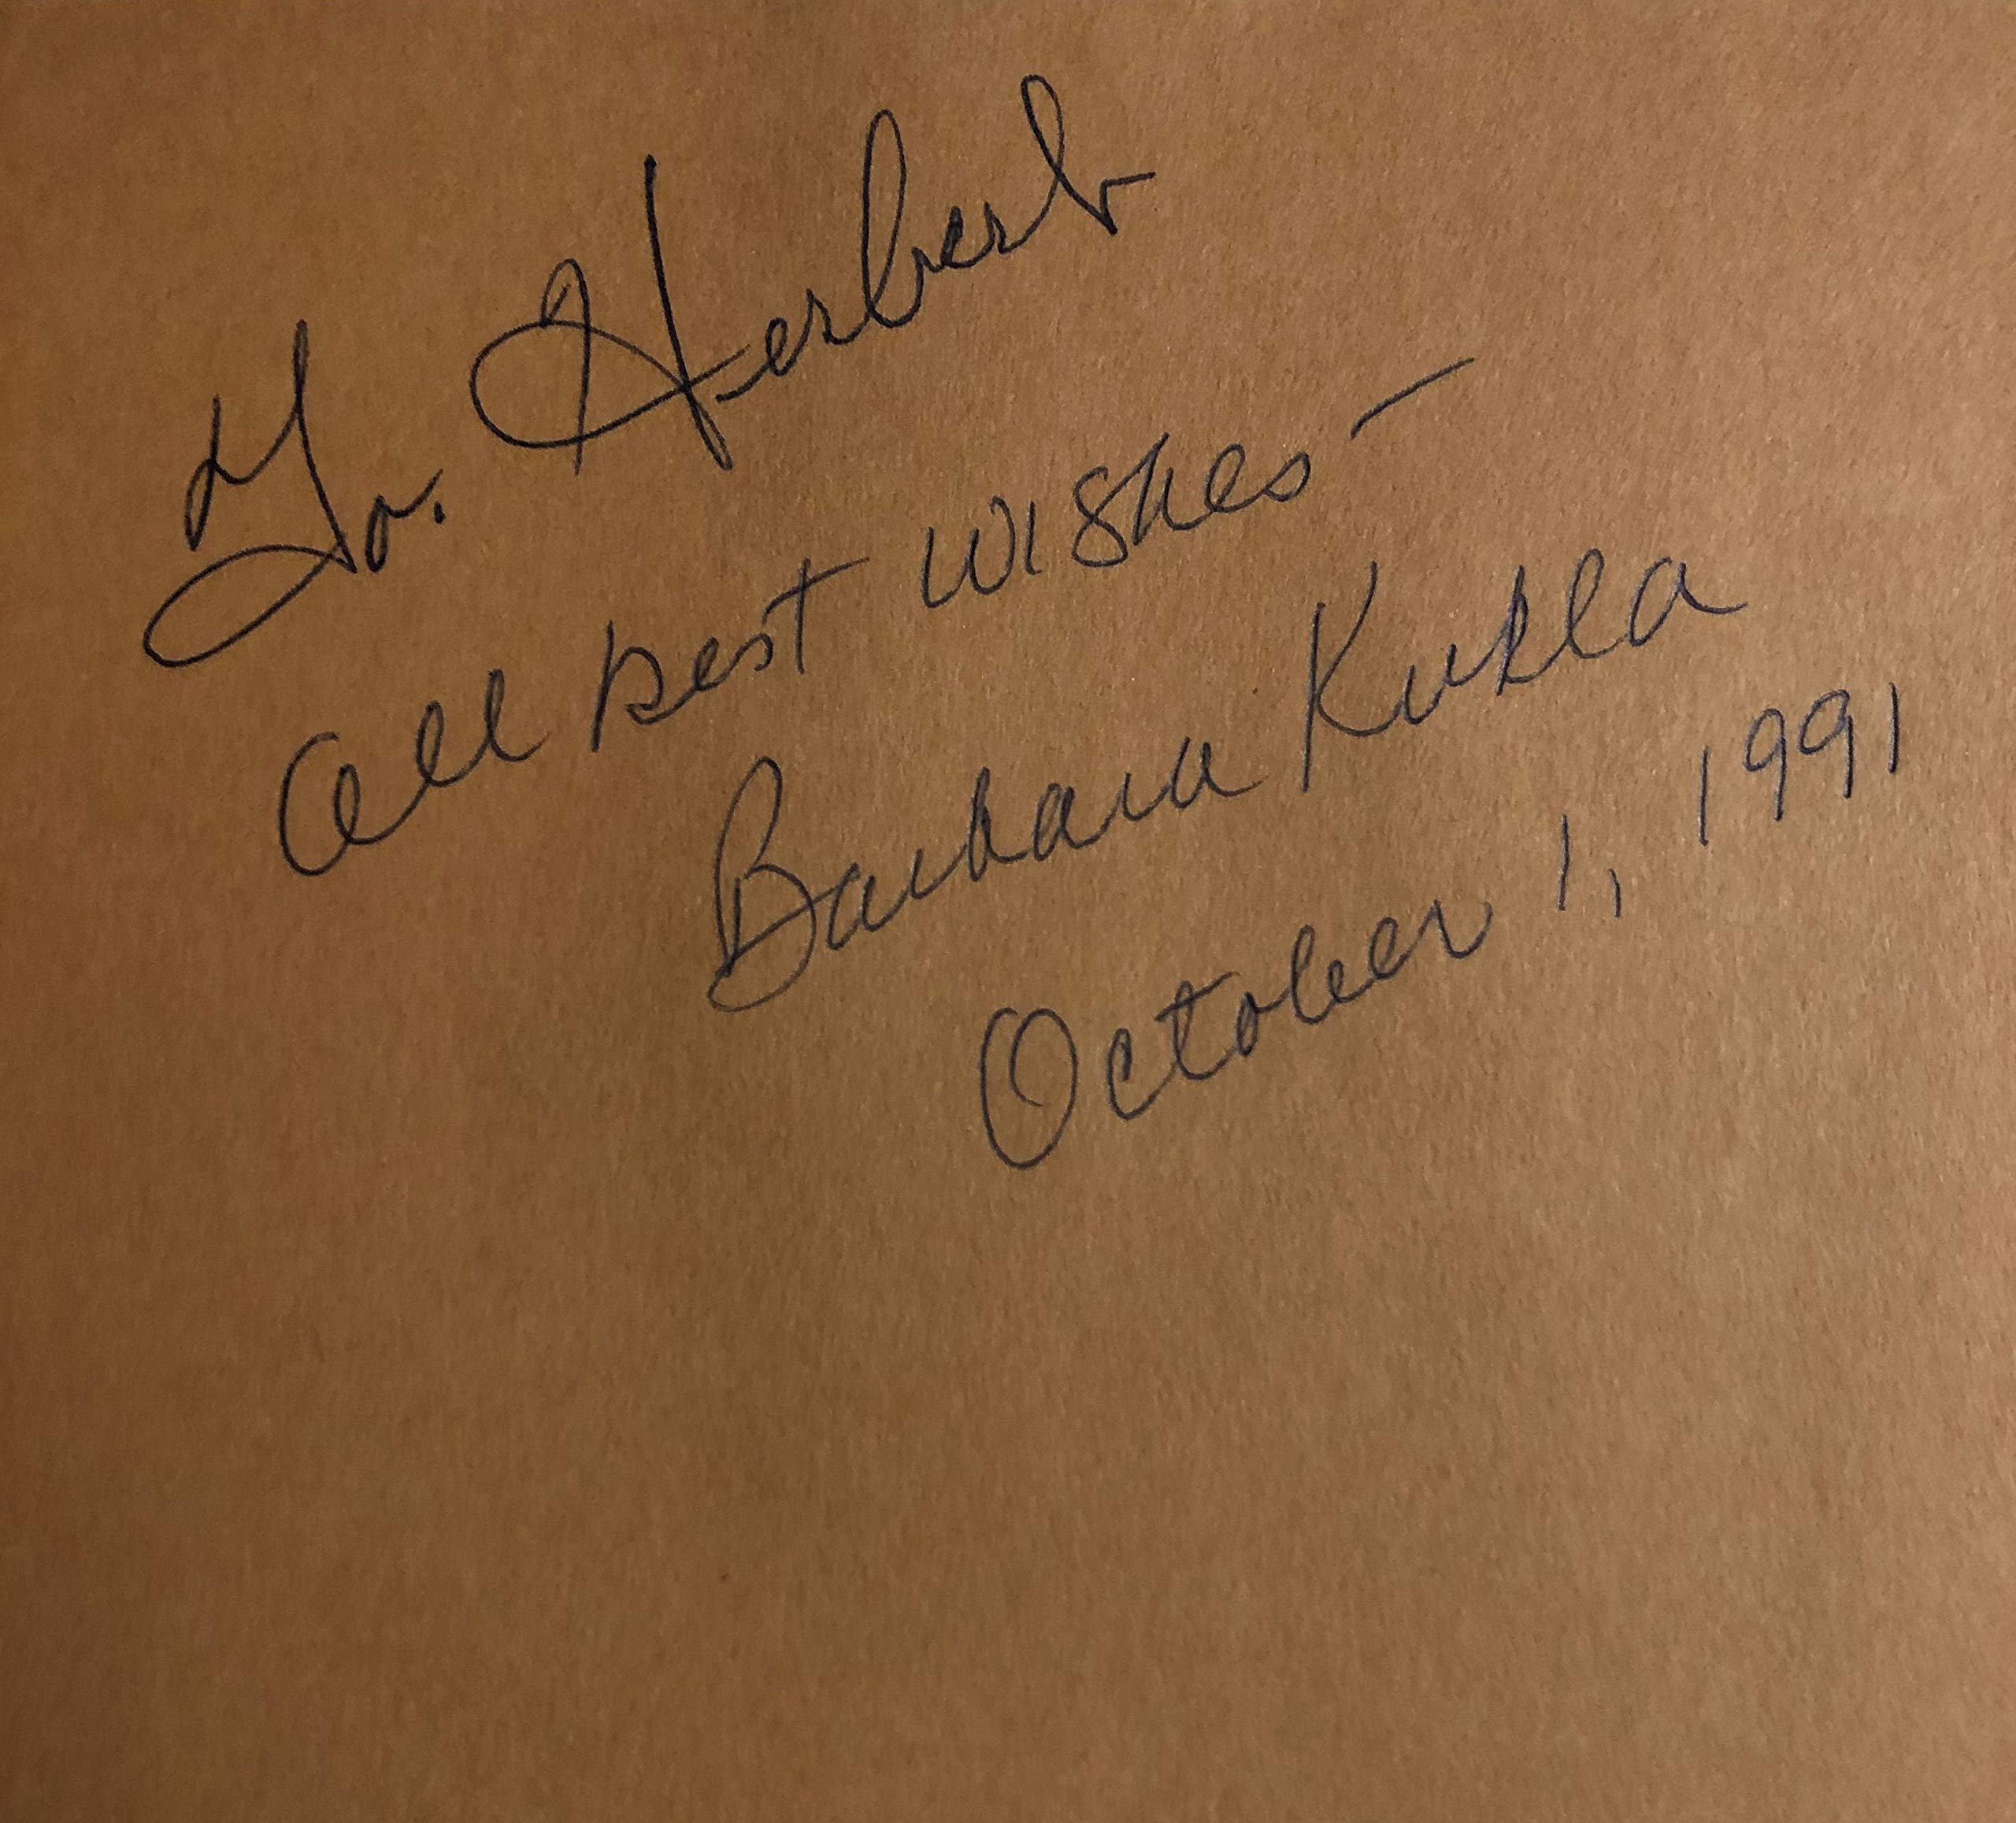 To. Herbert
All best wishes —
Barbara Kukla
October 1, 1991